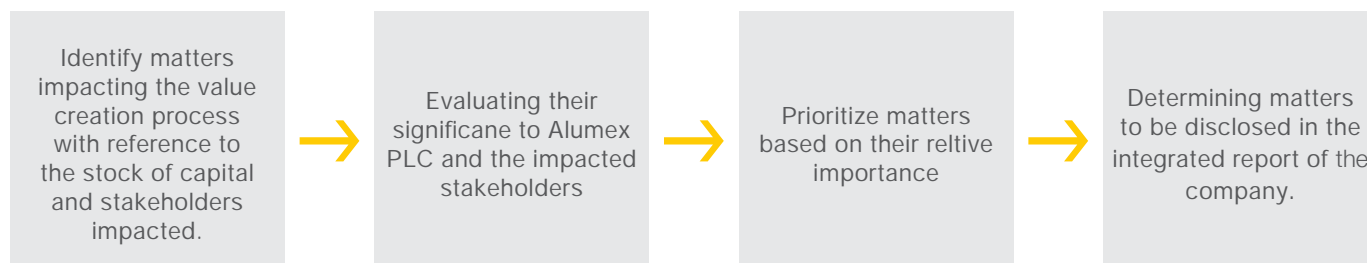 Identify matters
impacting the value
creation process
with reference to
the stock of capital
and stakeholders
impacted.
Evaluating their
significane to Alumex
PLC and the impacted
stakeholders
Prioritize matters
based on their reltive
importance
Determining matters
to be disclosed in the
integrated report of the
company.